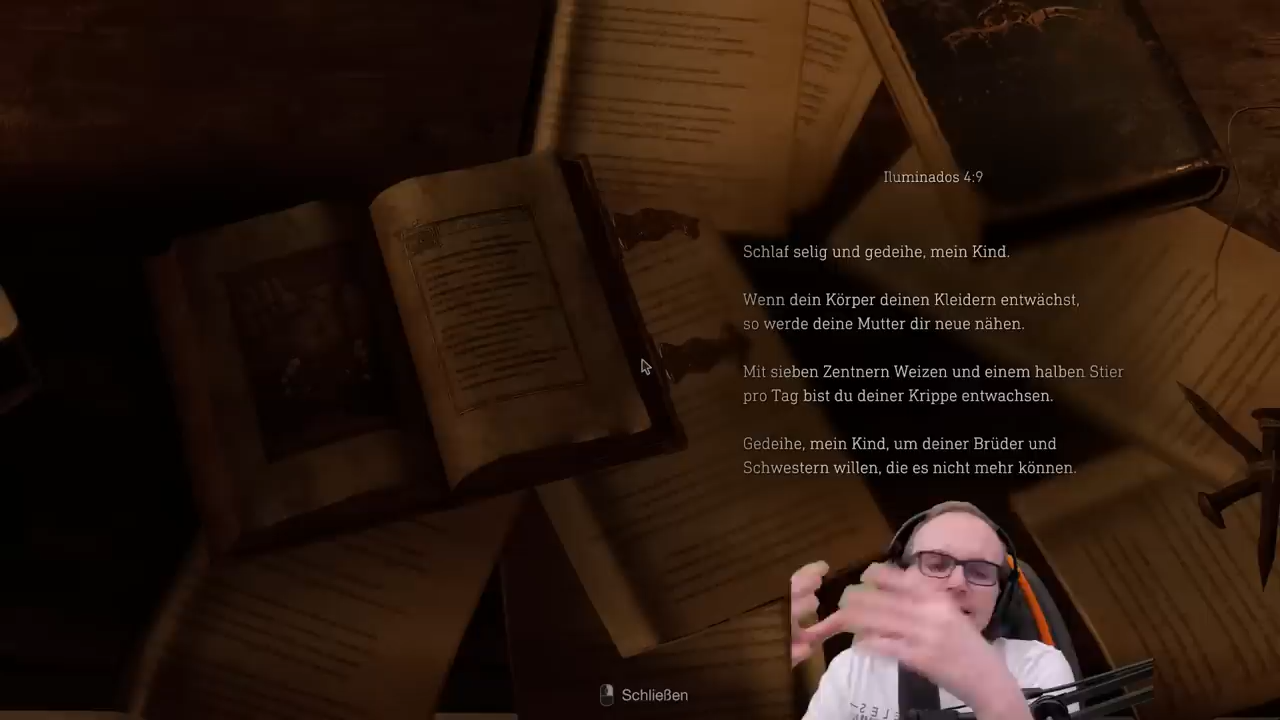 Iluminados 4:9
Schlaf selig und gedeihe, mein Kind.
Wenn dein Körper deinen Kleidern entwächst,
so werde deine Mutter dir neue nähen.
Mit sieben Zentnern Weizen und einem halben Stier
pro Tag bist du deiner Krippe entwachsen.
Gedeihe, mein Kind, um deiner Brüder und
Schwestern willen, die es nicht mehr können.
Schließen